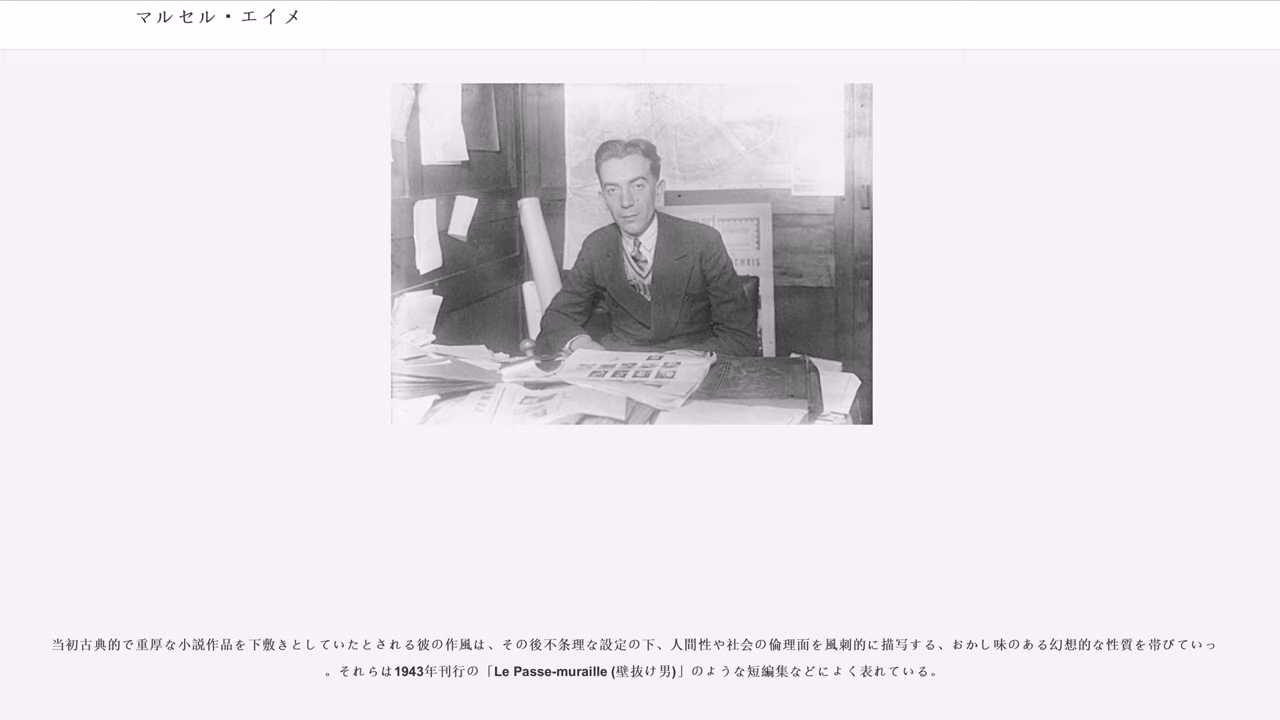 マルセル・エイメ
当初古典的で重厚な小説作品を下敷きとしていたとされる彼の作風は、その後不条理な設定の下、人間性や社会の倫理面を風刺的に描写する、おかし味のある幻想的な性質を帯びていっ
。それらは1943年刊行の「Le Passe-muraille (壁抜け男)」のような短編集などによく表れている。